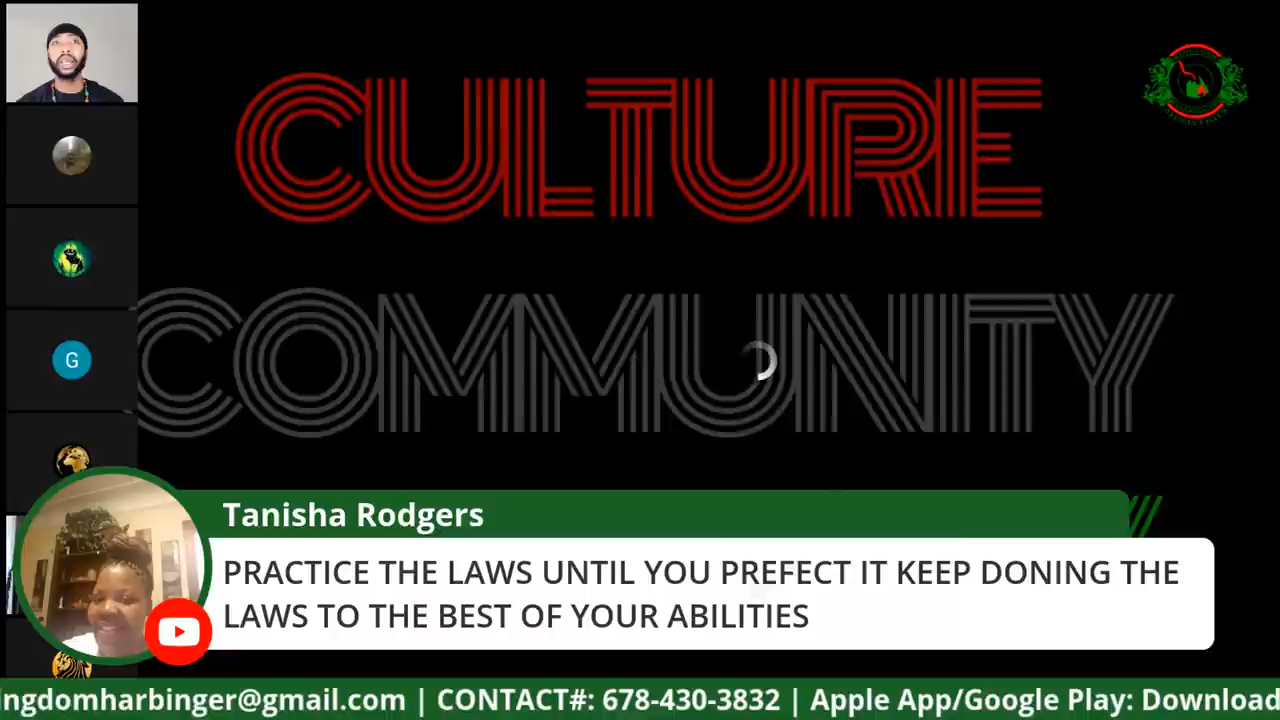 CULTURE
COMMUNITY
G
Tanisha Rodgers
PRACTICE THE LAWS UNTIL YOU PREFECT IT KEEP DONING THE
LAWS TO THE BEST OF YOUR ABILITIES
ngdomharbinger@gmail.com | CONTACT#: 678-430-3832 | Apple App/Google Play: Download